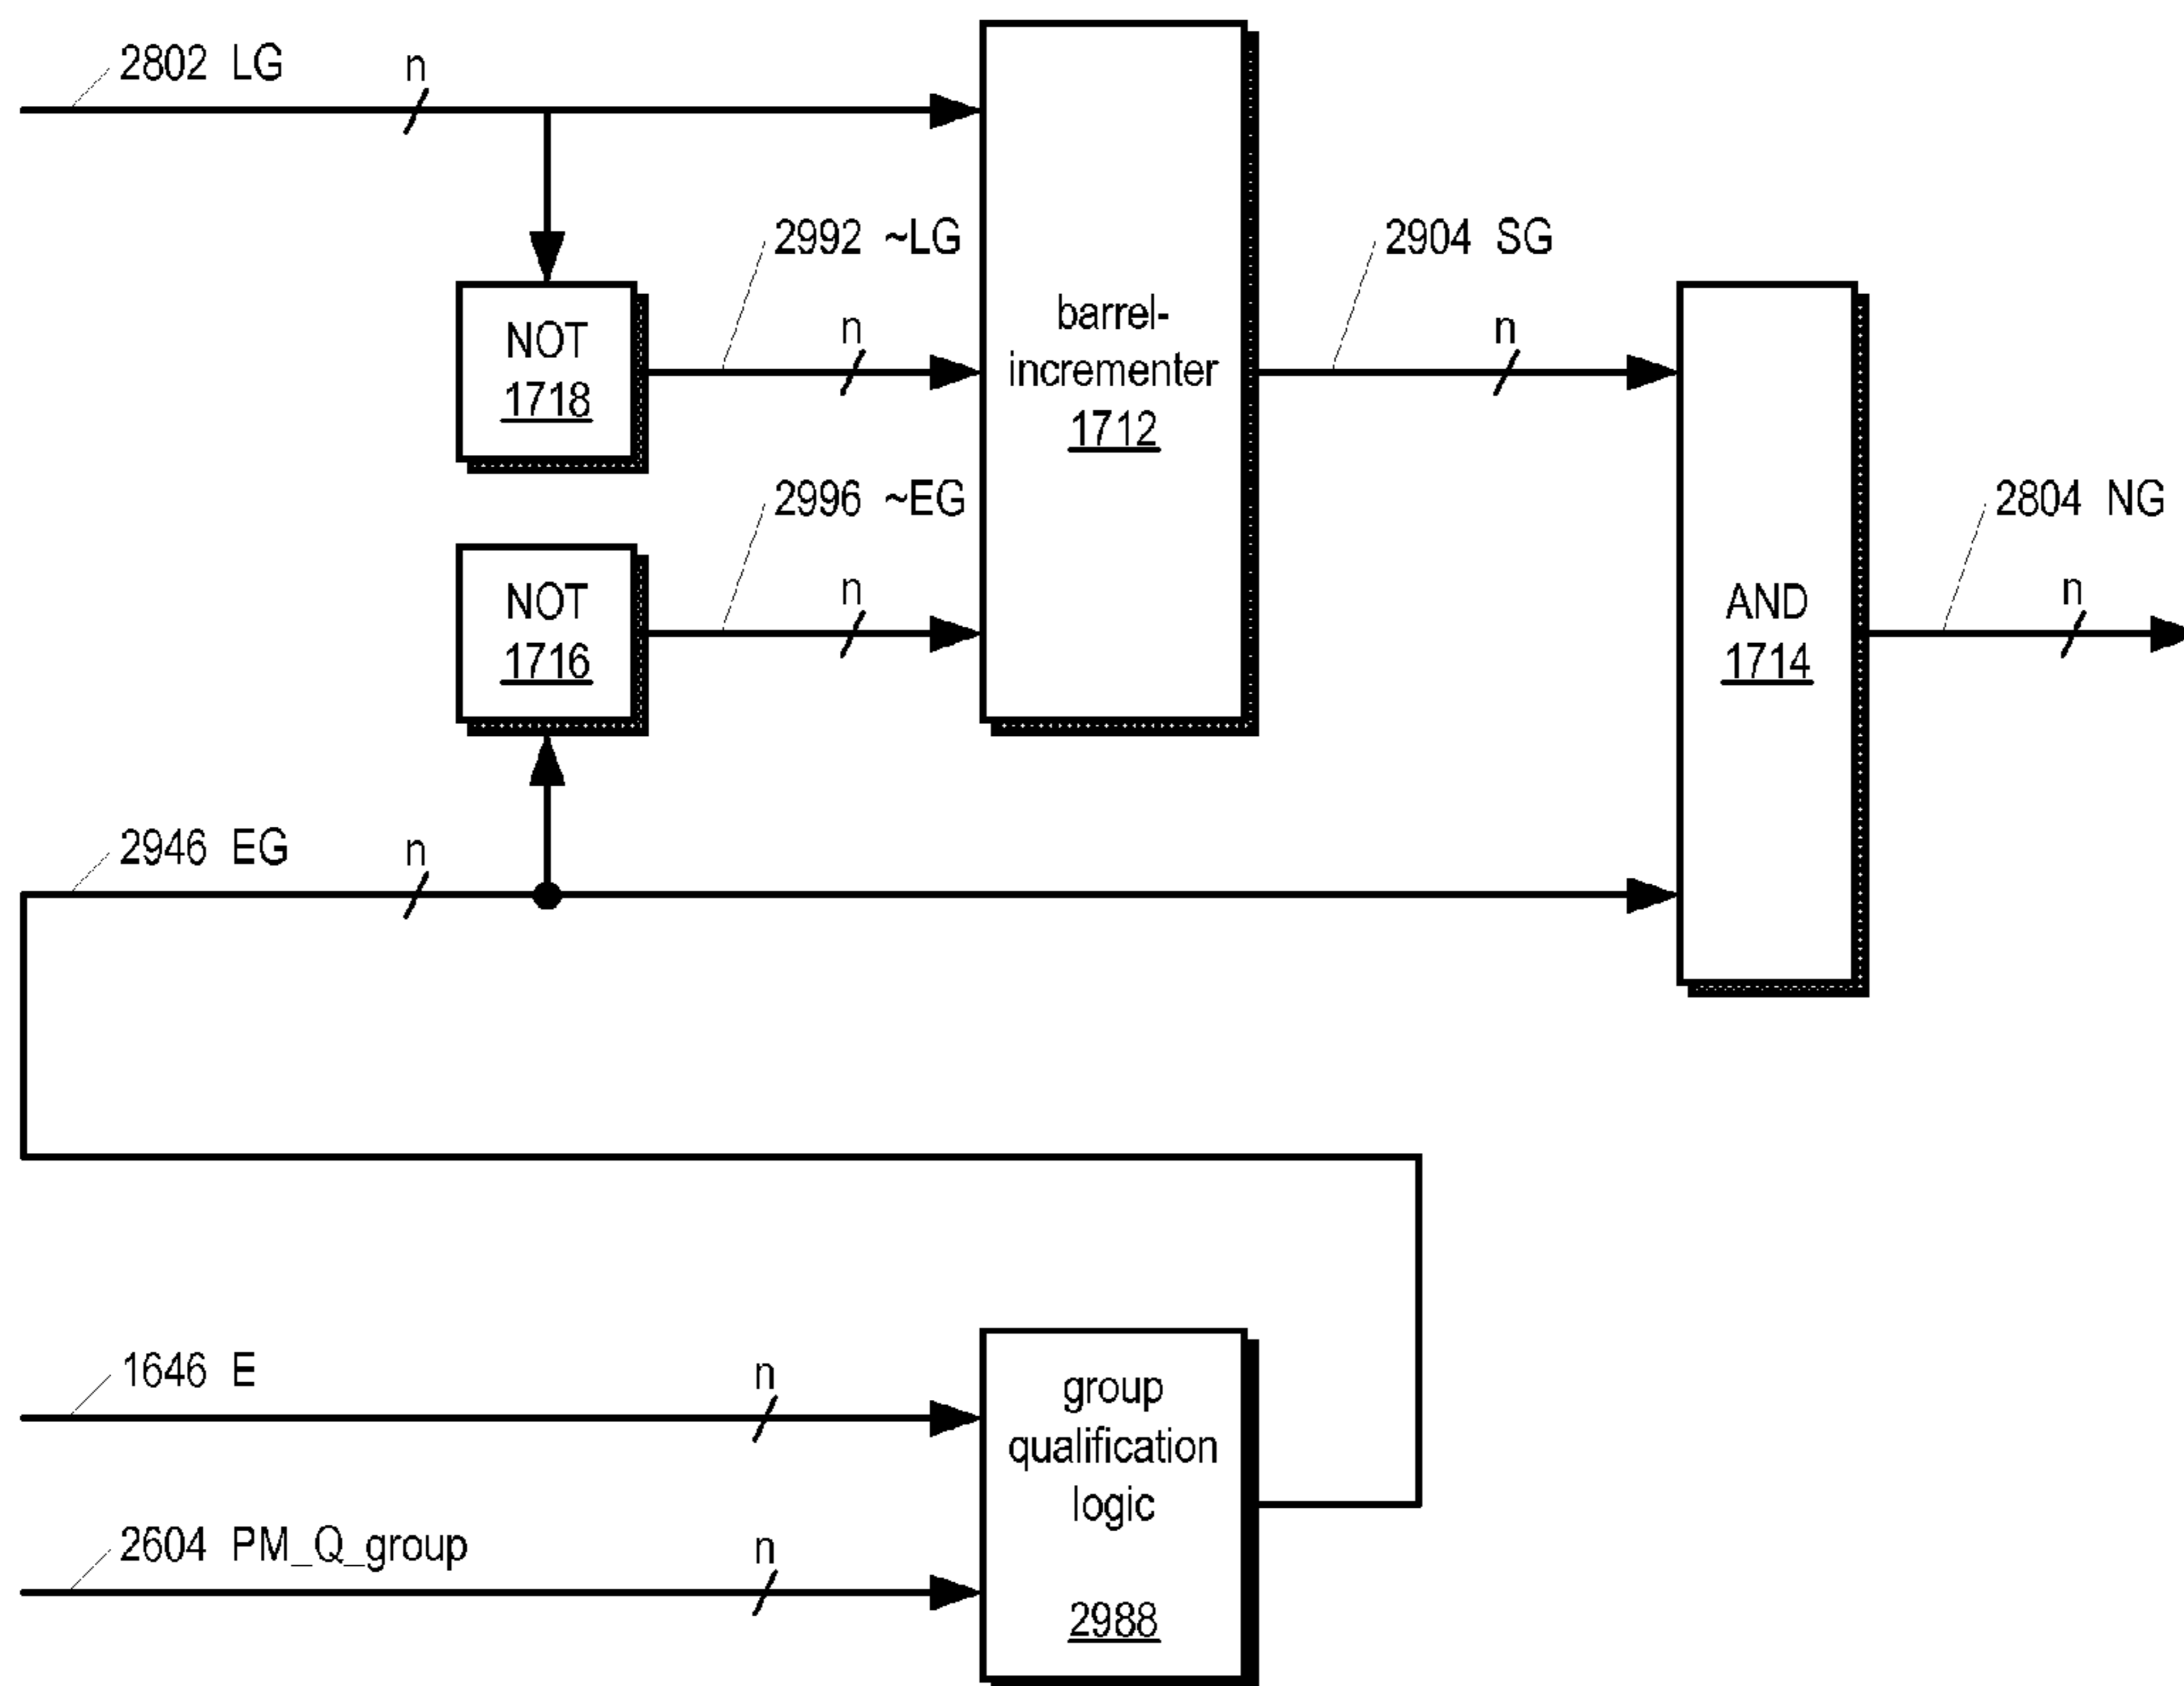 2802 LG
n
2992 ~LG
2904 SG
NOT
1718
n
barrel-
incrementer
1712
n
2996 ~EG
2804 NG
NOT
1716
n
AND
1714
n
2946 EG
n
1646 E
n
group
qualification
logic
2988
2604 PM_Q_group
n